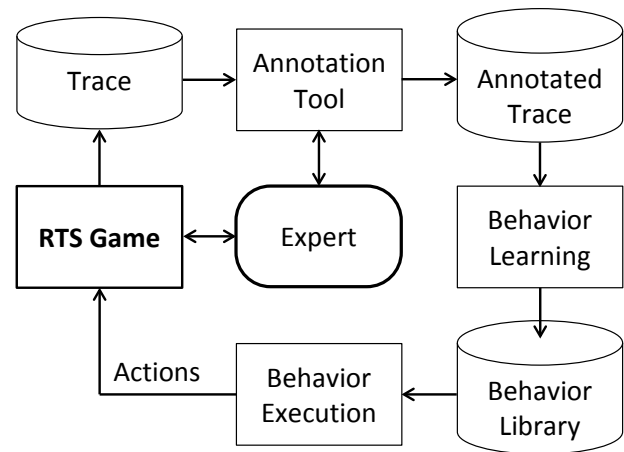 Trace
Annotation
Tool
Annotated
Trace
RTS Game
Expert
Behavior
Learning
Actions
Behavior
Execution
Behavior
Library